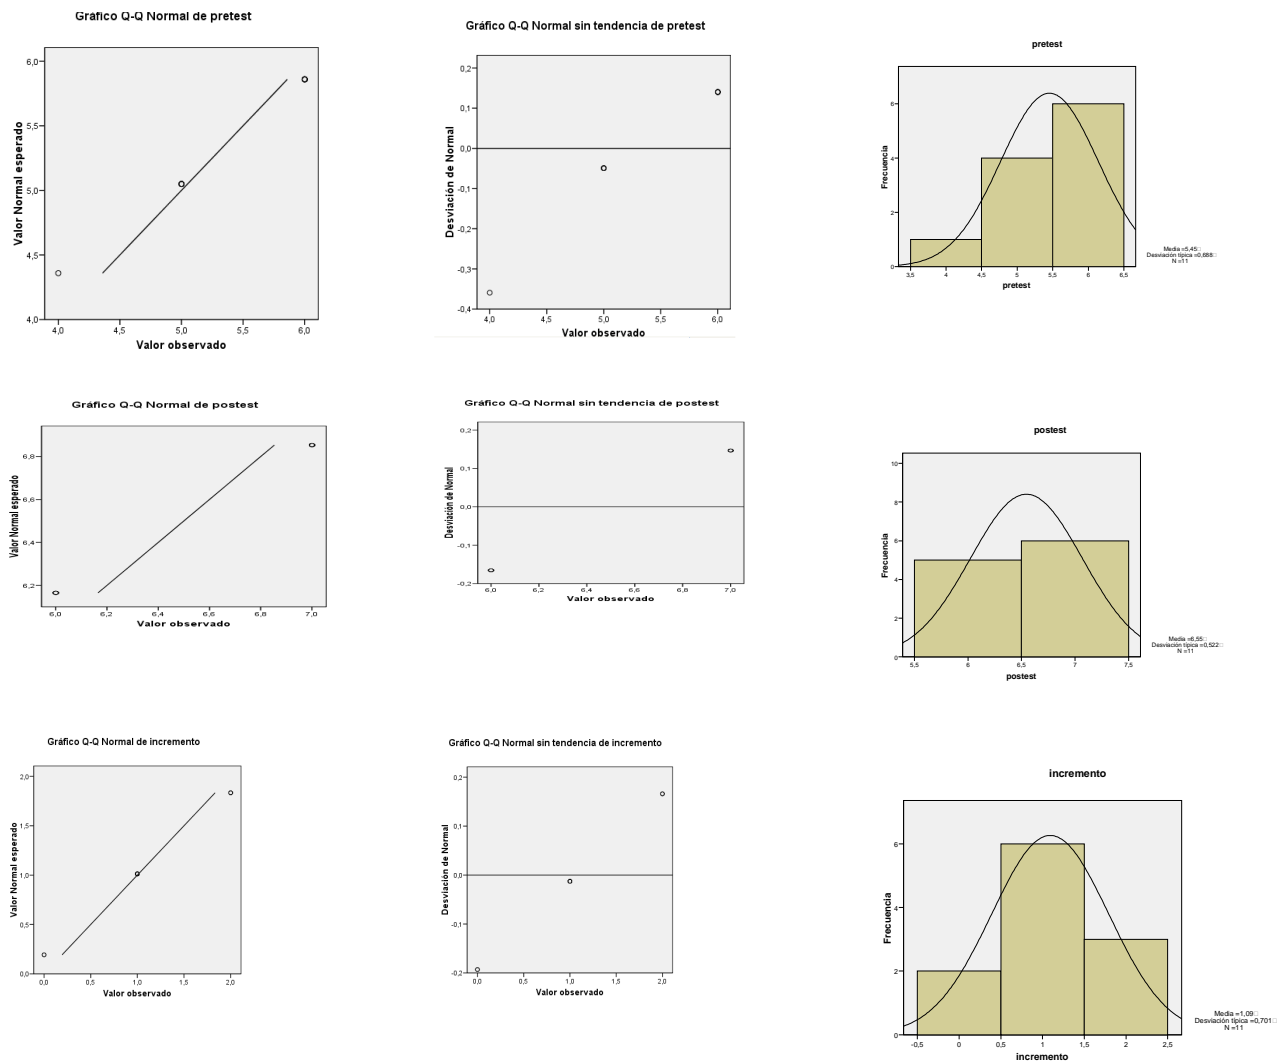 Gráfico Q-Q Normal de pretest
Valor Normal esperado
6,0
5,5
5,0
4,5
4,0
4,0 4,5 5,0 5,5 6,0
Valor observado
Gráfico Q-Q Normal sin tendencia de pretest
Desviación de Normal
0,2
0,1
0,0
-0,1
-0,2
-0,3
-0,4
4,0 4,5 5,0 5,5 6,0
Valor observado
pretest
Frecuencia
6
4
2
0
3,5 4 4,5 5 5,5 6 6,5
pretest
Media =5,45
Desviación típica =0,688
N =11
Gráfico Q-Q Normal de postest
Valor Normal esperado
6,8
6,6
6,4
6,2
6,0 6,2 6,4 6,6 6,8 7,0
Valor observado
Gráfico Q-Q Normal sin tendencia de postest
Desviación de Normal
0,2
0,1
0,0
-0,1
-0,2
6,0 6,2 6,4 6,6 6,8 7,0
Valor observado
postest
Frecuencia
10
8
6
4
2
0
5,5 6 6,5 7 7,5
postest
Media =6,55
Desviación típica =0,522
N =11
Gráfico Q-Q Normal de incremento
Valor Normal esperado
2,0
1,5
1,0
0,5
0,0
0,0 0,5 1,0 1,5 2,0
Valor observado
Gráfico Q-Q Normal sin tendencia de incremento
Desviación de Normal
0,2
0,1
0,0
-0,1
-0,2
0,0 0,5 1,0 1,5 2,0
Valor observado
incremento
Frecuencia
6
4
2
0
-0,5 0 0,5 1 1,5 2 2,5
incremento
Media =1,09
Desviación típica =0,701
N =11